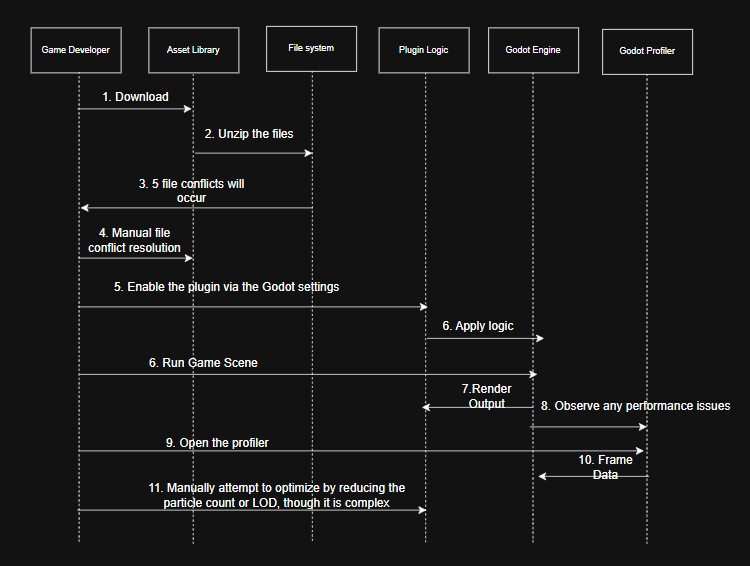 Game Developer
Asset Library
File system
Plugin Logic
Godot Engine
Godot Profiler
1. Download
2. Unzip the files
3. 5 file conflicts will
occur
4. Manual file
conflict resolution
5. Enable the plugin via the Godot settings
6. Apply logic
6. Run Game Scene
7.Render
Output
8. Observe any performance issues
9. Open the profiler
10. Frame
Data
11. Manually attempt to optimize by reducing the
particle count or LOD, though it is complex